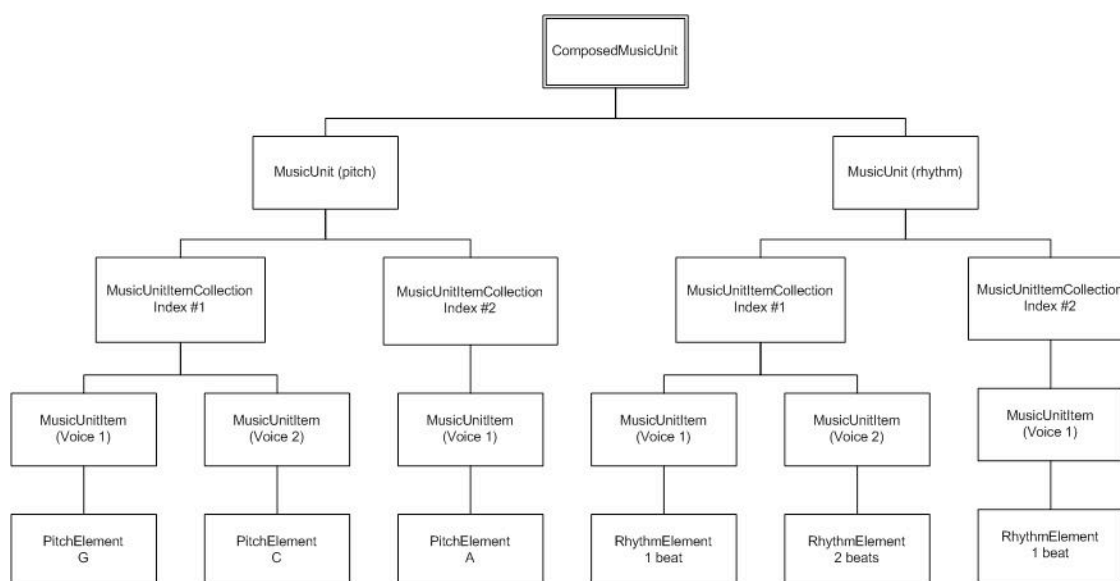 ComposedMusicUnit
MusicUnit (pitch)
MusicUnit (rhythm)
MusicUnitItemCollection
Index #1
MusicUnitItemCollection
Index #2
MusicUnitItemCollection
Index #1
MusicUnitItemCollection
Index #2
MusicUnitItem
(Voice 1)
MusicUnitItem
(Voice 2)
MusicUnitItem
(Voice 1)
MusicUnitItem
(Voice 1)
MusicUnitItem
(Voice 2)
MusicUnitItem
(Voice 1)
PitchElement
G
PitchElement
C
PitchElement
A
RhythmElement
1 beat
RhythmElement
2 beats
RhythmElement
1 beat